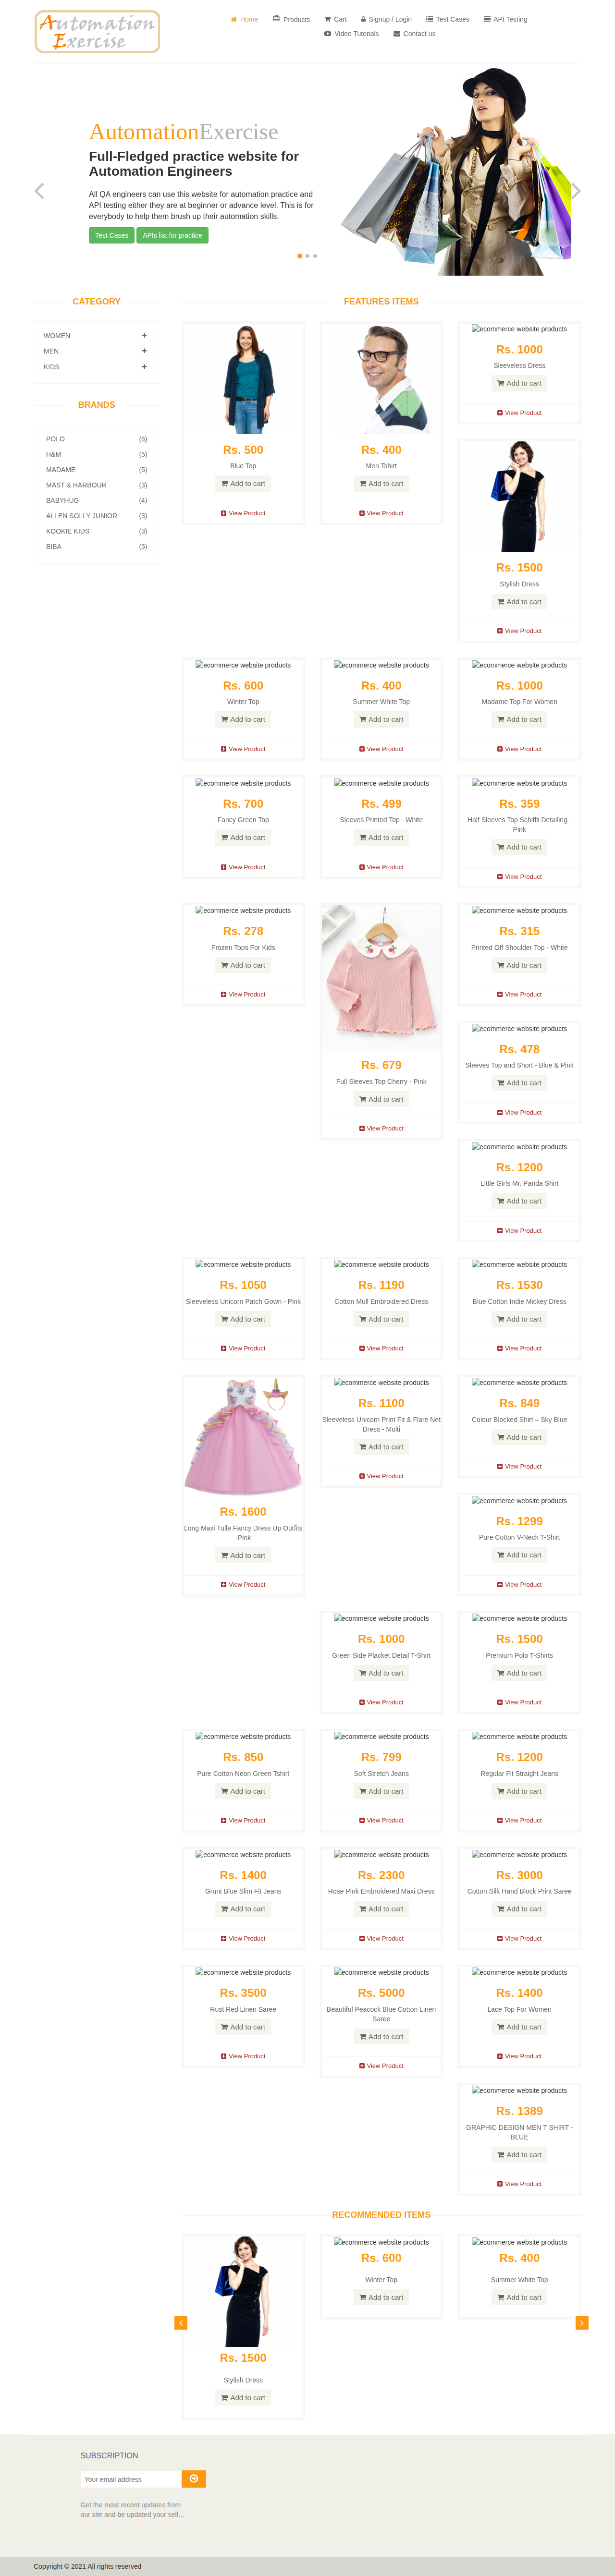 Automation
Exercise
Home
Products
Cart
Signup / Login
Test Cases
API Testing
Video Tutorials
Contact us
AutomationExercise
Full-Fledged practice website for
Automation Engineers
All QA engineers can use this website for automation practice and
API testing either they are at beginner or advance level. This is for
everybody to help them brush up their automation skills.
Test Cases
APIs list for practice
CATEGORY
WOMEN
MEN
KIDS
BRANDS
POLO (6)
H&M (5)
MADAME (5)
MAST & HARBOUR (3)
BABYHUG (4)
ALLEN SOLLY JUNIOR (3)
KOOKIE KIDS (3)
BIBA (5)
FEATURES ITEMS
Rs. 500
Blue Top
Add to cart
View Product
Rs. 400
Men Tshirt
Add to cart
View Product
ecommerce website products
Rs. 1000
Sleeveless Dress
Add to cart
View Product
Rs. 1500
Stylish Dress
Add to cart
View Product
ecommerce website products
Rs. 600
Winter Top
Add to cart
View Product
ecommerce website products
Rs. 400
Summer White Top
Add to cart
View Product
ecommerce website products
Rs. 1000
Madame Top For Women
Add to cart
View Product
ecommerce website products
Rs. 700
Fancy Green Top
Add to cart
View Product
ecommerce website products
Rs. 499
Sleeves Printed Top - White
Add to cart
View Product
ecommerce website products
Rs. 359
Half Sleeves Top Schiffli Detailing -
Pink
Add to cart
View Product
ecommerce website products
Rs. 278
Frozen Tops For Kids
Add to cart
View Product
Rs. 679
Full Sleeves Top Cherry - Pink
Add to cart
View Product
ecommerce website products
Rs. 315
Printed Off Shoulder Top - White
Add to cart
View Product
ecommerce website products
Rs. 478
Sleeves Top and Short - Blue & Pink
Add to cart
View Product
ecommerce website products
Rs. 1200
Little Girls Mr. Panda Shirt
Add to cart
View Product
ecommerce website products
Rs. 1050
Sleeveless Unicorn Patch Gown - Pink
Add to cart
View Product
ecommerce website products
Rs. 1190
Cotton Mull Embroidered Dress
Add to cart
View Product
ecommerce website products
Rs. 1530
Blue Cotton Indie Mickey Dress
Add to cart
View Product
Rs. 1600
Long Maxi Tulle Fancy Dress Up Outfits
-Pink
Add to cart
View Product
ecommerce website products
Rs. 1100
Sleeveless Unicorn Print Fit & Flare Net
Dress - Multi
Add to cart
View Product
ecommerce website products
Rs. 849
Colour Blocked Shirt – Sky Blue
Add to cart
View Product
ecommerce website products
Rs. 1299
Pure Cotton V-Neck T-Shirt
Add to cart
View Product
ecommerce website products
Rs. 1000
Green Side Placket Detail T-Shirt
Add to cart
View Product
ecommerce website products
Rs. 1500
Premium Polo T-Shirts
Add to cart
View Product
ecommerce website products
Rs. 850
Pure Cotton Neon Green Tshirt
Add to cart
View Product
ecommerce website products
Rs. 799
Soft Stretch Jeans
Add to cart
View Product
ecommerce website products
Rs. 1200
Regular Fit Straight Jeans
Add to cart
View Product
ecommerce website products
Rs. 1400
Grunt Blue Slim Fit Jeans
Add to cart
View Product
ecommerce website products
Rs. 2300
Rose Pink Embroidered Maxi Dress
Add to cart
View Product
ecommerce website products
Rs. 3000
Cotton Silk Hand Block Print Saree
Add to cart
View Product
ecommerce website products
Rs. 3500
Rust Red Linen Saree
Add to cart
View Product
ecommerce website products
Rs. 5000
Beautiful Peacock Blue Cotton Linen
Saree
Add to cart
View Product
ecommerce website products
Rs. 1400
Lace Top For Women
Add to cart
View Product
ecommerce website products
Rs. 1389
GRAPHIC DESIGN MEN T SHIRT -
BLUE
Add to cart
View Product
RECOMMENDED ITEMS
Rs. 1500
Stylish Dress
Add to cart
ecommerce website products
Rs. 600
Winter Top
Add to cart
ecommerce website products
Rs. 400
Summer White Top
Add to cart
SUBSCRIPTION
Your email address
Get the most recent updates from
our site and be updated your self...
Copyright © 2021 All rights reserved